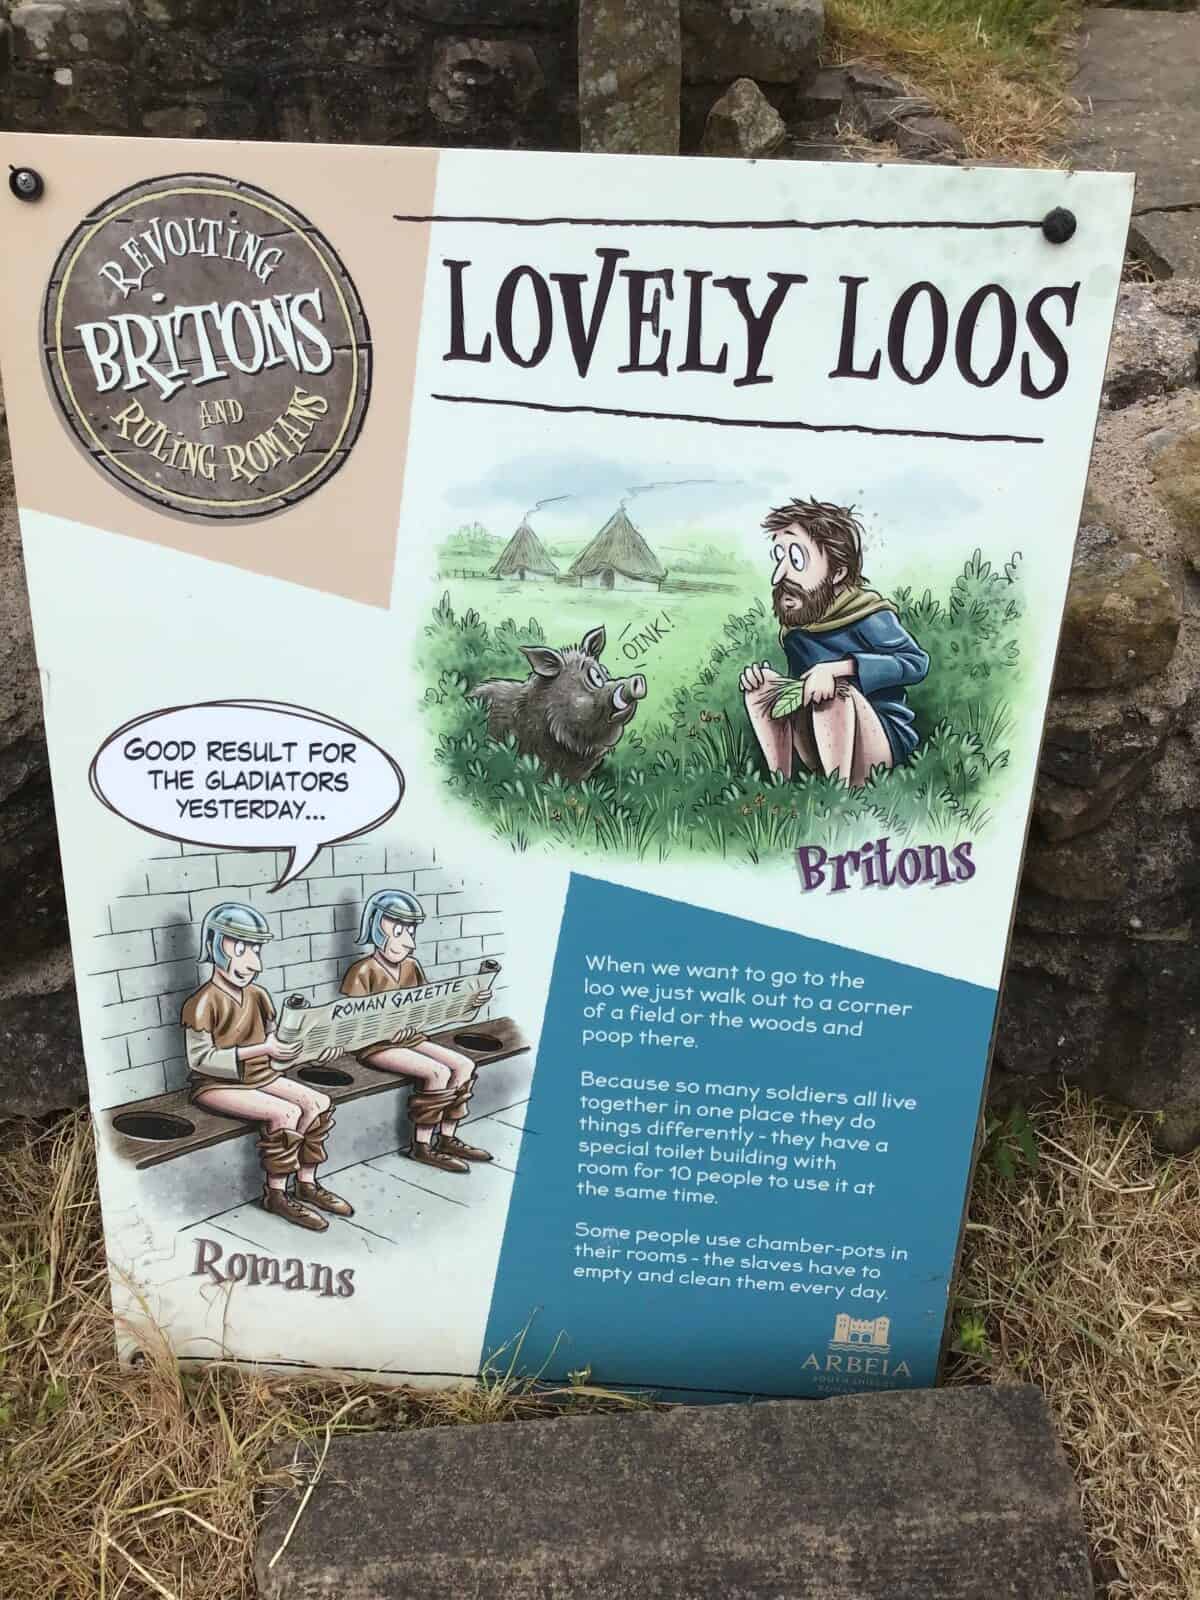 REVOLTING
BRITONS
AND
RULING ROMANS
LOVELY LOOS
OINK!
Britons
GOOD RESULT FOR
THE GLADIATORS
YESTERDAY...
ROMAN GAZETTE
Romans
When we want to go to the
loo we just walk out to a corner
of a field or the woods and
poop there.
Because so many soldiers all live
together in one place they do
things differently - they have a
special toilet building with
room for 10 people to use it at
the same time.
Some people use chamber-pots in
their rooms - the slaves have to
empty and clean them every day.
ARBEIA
SOUTH SHIELDS
ROMAN